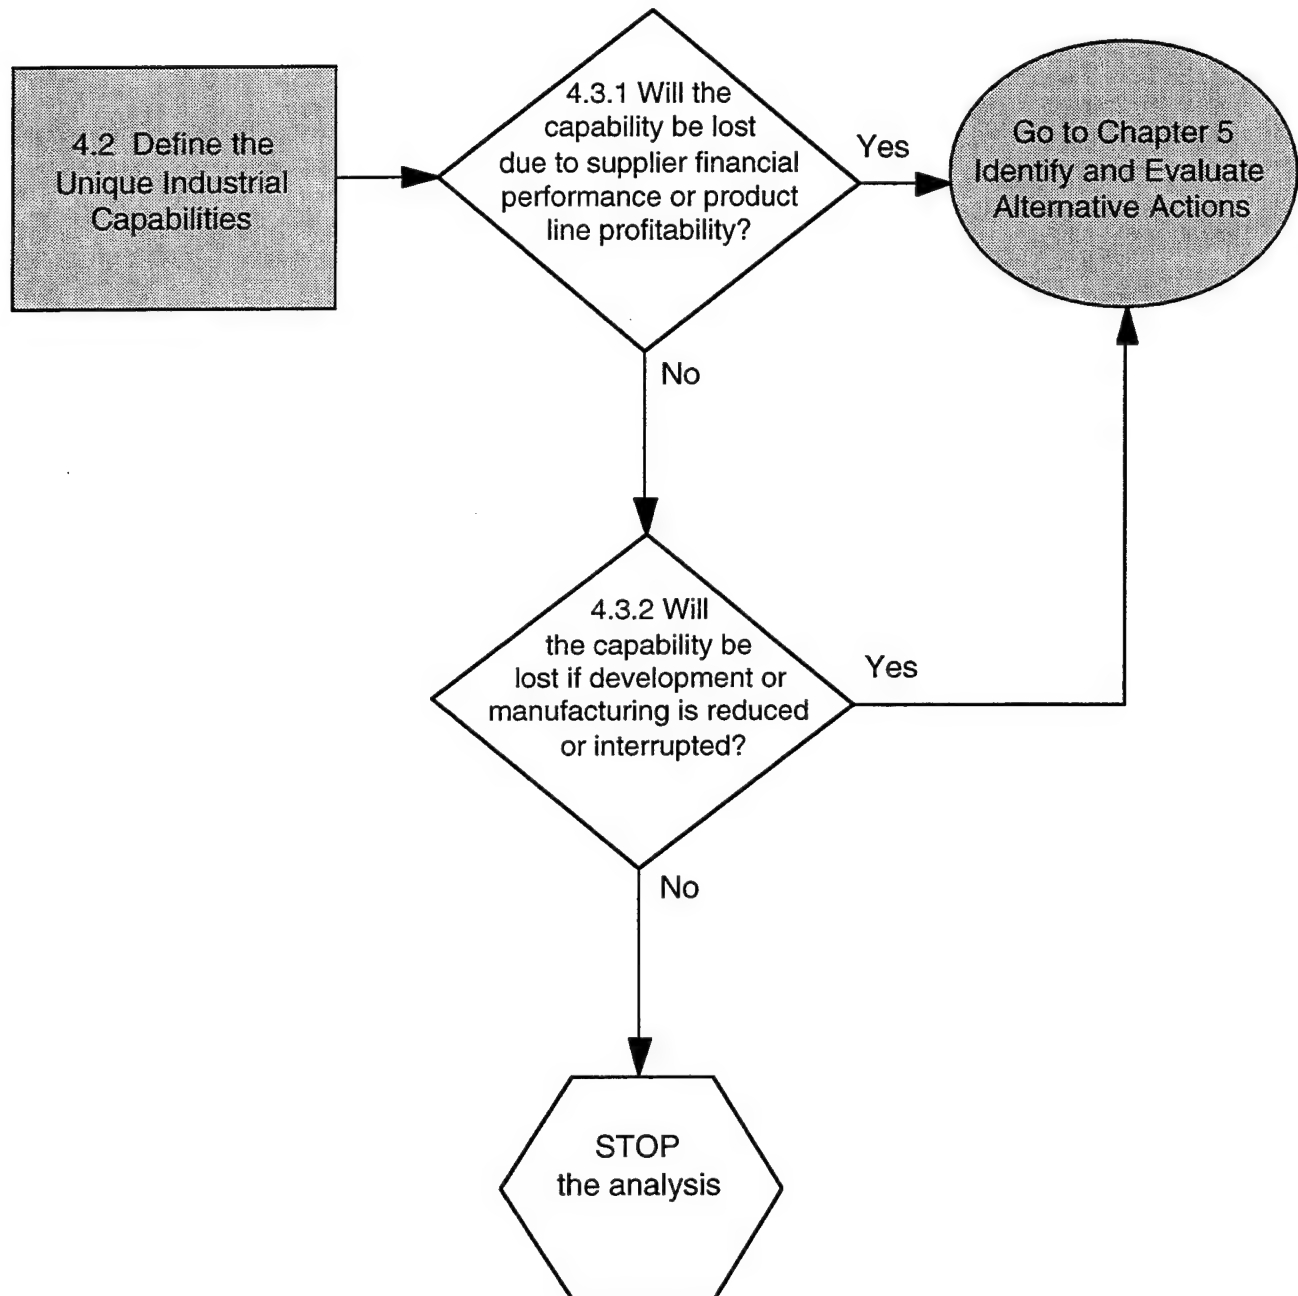 4.2 Define the
Unique Industrial
Capabilities
4.3.1 Will the
capability be lost
due to supplier financial
performance or product
line profitability?
Yes
Go to Chapter 5
Identify and Evaluate
Alternative Actions
No
4.3.2 Will
the capability be
lost if development or
manufacturing is reduced
or interrupted?
Yes
No
STOP
the analysis